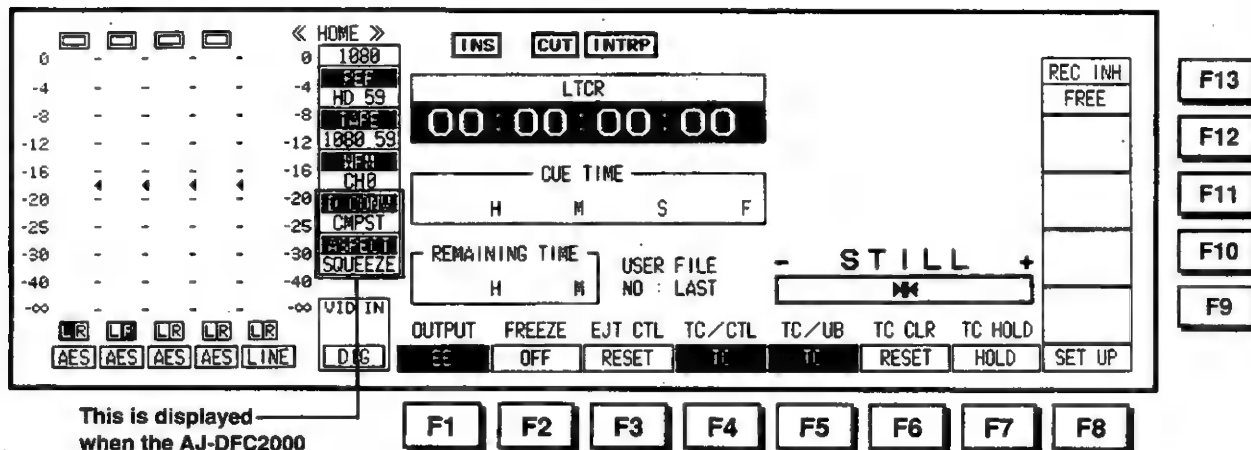 « HOME »
1080
REF
HD 59
TAPE
1080 59
CH0
CMPST
ASPECT
SQUEEZE
VID IN
DIG
0
-4
-8
-12
-16
-20
-25
-30
-40
-∞
0
-4
-8
-12
-16
-20
-25
-30
-40
-∞
LR LR LR LR LR
AES AES AES AES LINE
INS CUT INTRP
LTCR
00:00:00:00
CUE TIME
H M S F
REMAINING TIME
H M
USER FILE
NO : LAST
- STILL +
OUTPUT FREEZE EJT CTL TC/CTL TC/UB TC CLR TC HOLD
EE OFF RESET TC TC RESET HOLD SET UP
REC INH
FREE
F13
F12
F11
F10
F9
This is displayed
when the AJ-DFC2000
F1 F2 F3 F4 F5 F6 F7 F8